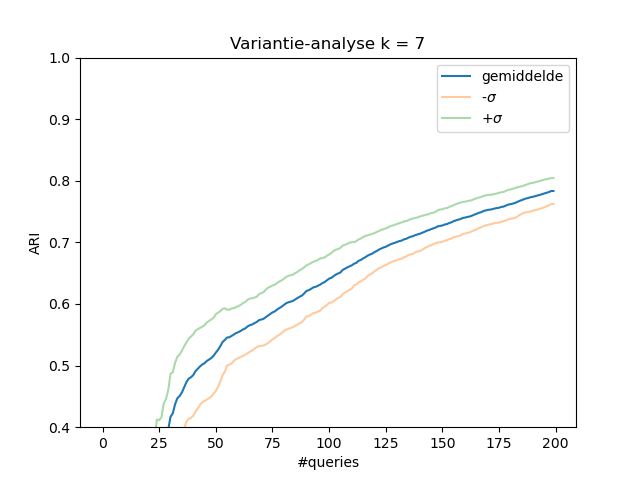 Variantie-analyse k = 7
gemiddelde
-σ
+σ
1.0
0.9
0.8
0.7
0.6
0.5
0.4
ARI
0 25 50 75 100 125 150 175 200
#queries